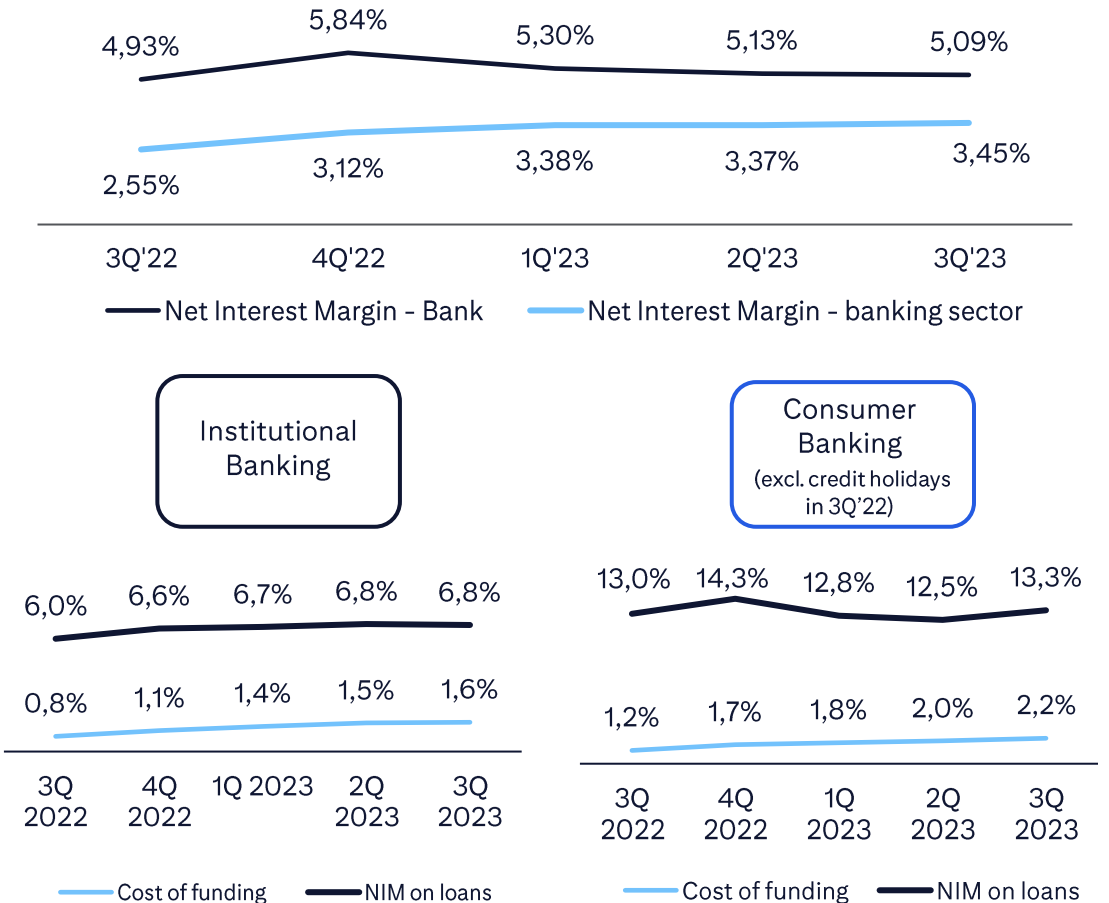 4,93% 5,84% 5,30% 5,13% 5,09%
2,55% 3,12% 3,38% 3,37% 3,45%
3Q'22 4Q'22 1Q'23 2Q'23 3Q'23
Net Interest Margin - Bank Net Interest Margin - banking sector
Institutional
Banking
6,0% 6,6% 6,7% 6,8% 6,8%
0,8% 1,1% 1,4% 1,5% 1,6%
3Q 4Q 1Q 2023 2Q 3Q
2022 2022 2023 2023
Cost of funding NIM on loans
Consumer
Banking
(excl. credit holidays
in 3Q’22)
13,0% 14,3% 12,8% 12,5% 13,3%
1,2% 1,7% 1,8% 2,0% 2,2%
3Q 4Q 1Q 2Q 3Q
2022 2022 2023 2023 2023
Cost of funding NIM on loans